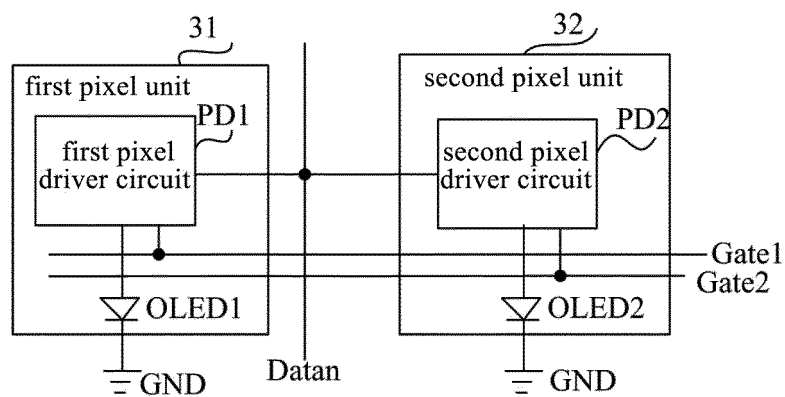 31
32
first pixel unit
second pixel unit
PD1
PD2
first pixel
driver circuit
second pixel
driver circuit
Gate1
Gate2
OLED1
OLED2
Datan
GND
GND